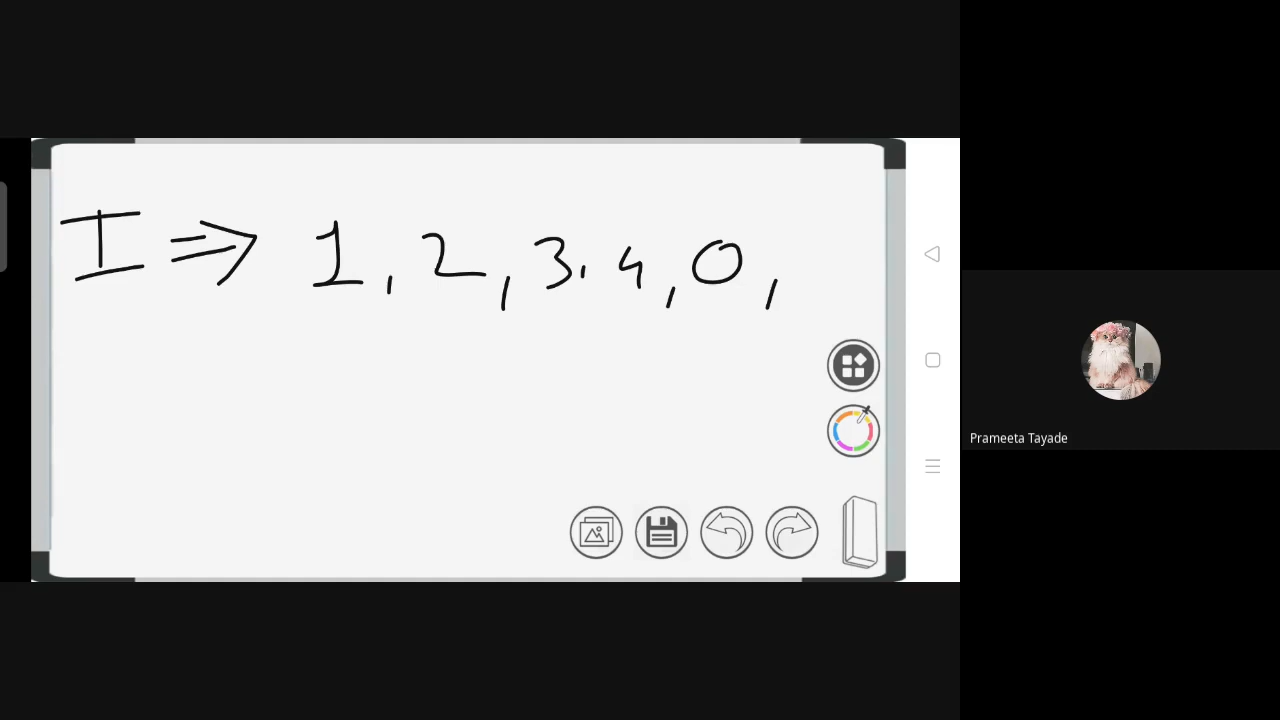 I ⇒ 1, 2, 3, 4, 0,
Prameeta Tayade